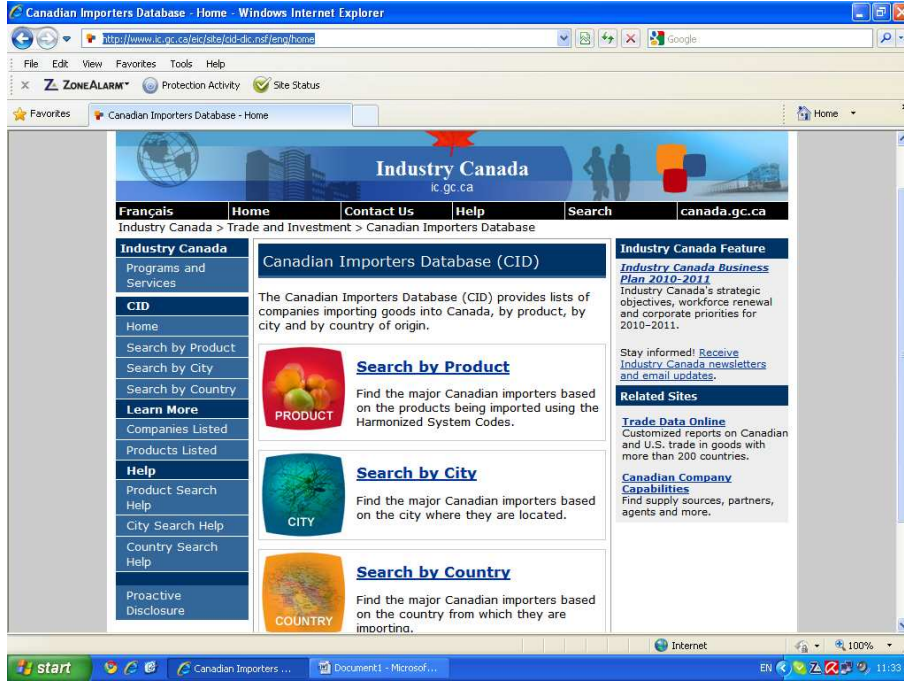 Canadian Importers Database - Home - Windows Internet Explorer
http://www.ic.gc.ca/eic/site/cid-dic.nsf/eng/home
Google
File Edit View Favorites Tools Help
x ZONEALARM Protection Activity Site Status
Favorites Canadian Importers Database - Home Home
Industry Canada
ic.gc.ca
Français Home Contact Us Help Search canada.gc.ca
Industry Canada > Trade and Investment > Canadian Importers Database
Industry Canada
Programs and
Services
CID
Home
Search by Product
Search by City
Search by Country
Learn More
Companies Listed
Products Listed
Help
Product Search
Help
City Search Help
Country Search
Help
Proactive
Disclosure
Canadian Importers Database (CID)
The Canadian Importers Database (CID) provides lists of
companies importing goods into Canada, by product, by
city and by country of origin.
PRODUCT
Search by Product
Find the major Canadian importers based
on the products being imported using the
Harmonized System Codes.
CITY
Search by City
Find the major Canadian importers based
on the city where they are located.
COUNTRY
Search by Country
Find the major Canadian importers based
on the country from which they are
importing.
Industry Canada Feature
Industry Canada Business
Plan 2010-2011
Industry Canada's strategic
objectives, workforce renewal
and corporate priorities for
2010-2011.
Stay informed! Receive
Industry Canada newsletters
and email updates.
Related Sites
Trade Data Online
Customized reports on Canadian
and U.S. trade in goods with
more than 200 countries.
Canadian Company
Capabilities
Find supply sources, partners,
agents and more.
Internet 100%
start Canadian Importers ... Document1 - Microsof... EN 11:33